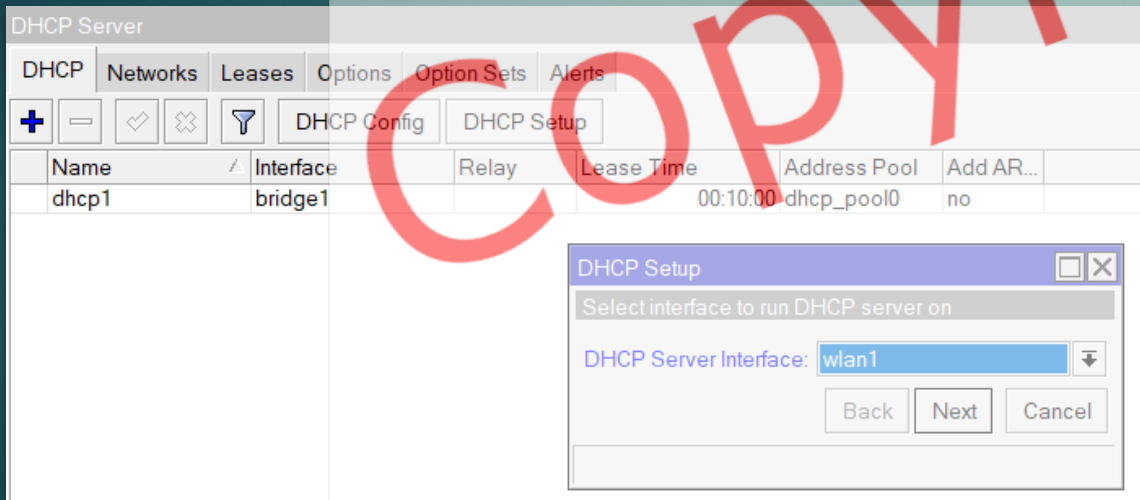 DHCP Server
DHCP Networks Leases Options Option Sets Alerts
DHCP Config DHCP Setup
Name Interface Relay Lease Time Address Pool Add AR...
dhcp1 bridge1 00:10:00 dhcp_pool0 no
DHCP Setup
Select interface to run DHCP server on
DHCP Server Interface: wlan1
Back Next Cancel
Copy